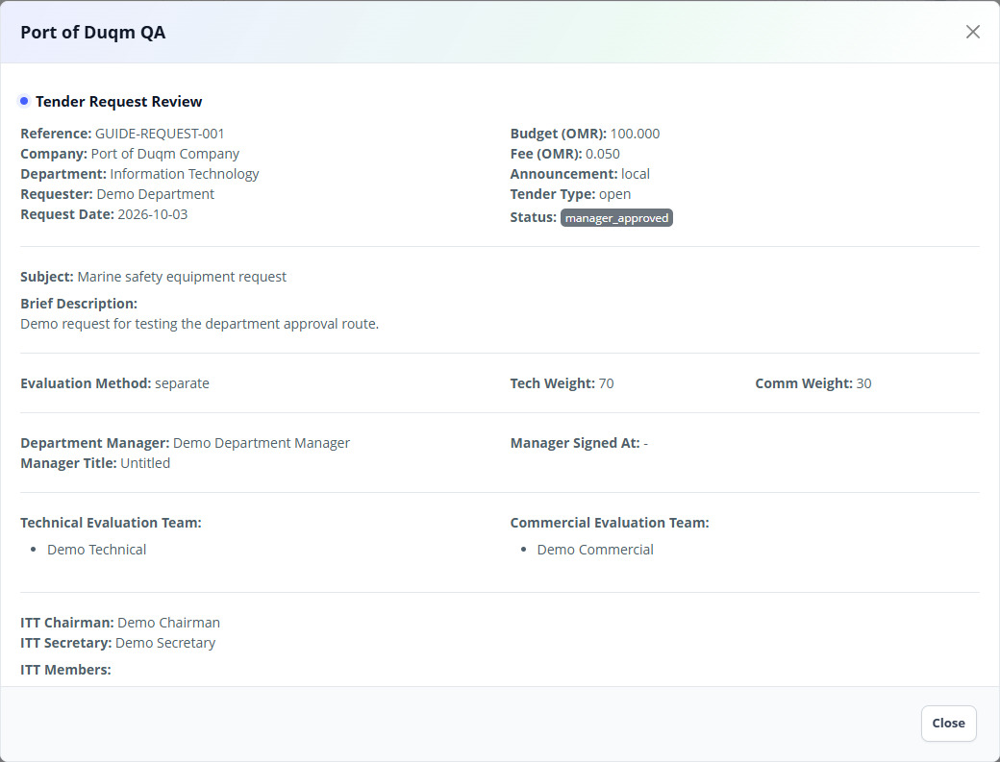 Port of Duqm QA
Tender Request Review
Reference: GUIDE-REQUEST-001
Company: Port of Duqm Company
Department: Information Technology
Requester: Demo Department
Request Date: 2026-10-03
Budget (OMR): 100.000
Fee (OMR): 0.050
Announcement: local
Tender Type: open
Status: manager_approved
Subject: Marine safety equipment request
Brief Description:
Demo request for testing the department approval route.
Evaluation Method: separate
Tech Weight: 70
Comm Weight: 30
Department Manager: Demo Department Manager
Manager Title: Untitled
Manager Signed At: -
Technical Evaluation Team:
• Demo Technical
Commercial Evaluation Team:
• Demo Commercial
ITT Chairman: Demo Chairman
ITT Secretary: Demo Secretary
ITT Members:
Close